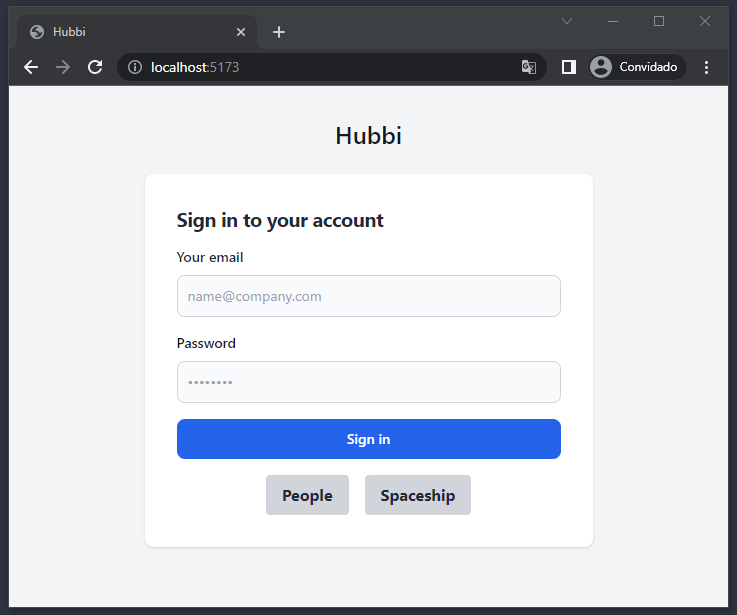 Hubbi
localhost:5173
Convidado
Hubbi
Sign in to your account
Your email
name@company.com
Password
••••••••
Sign in
People Spaceship